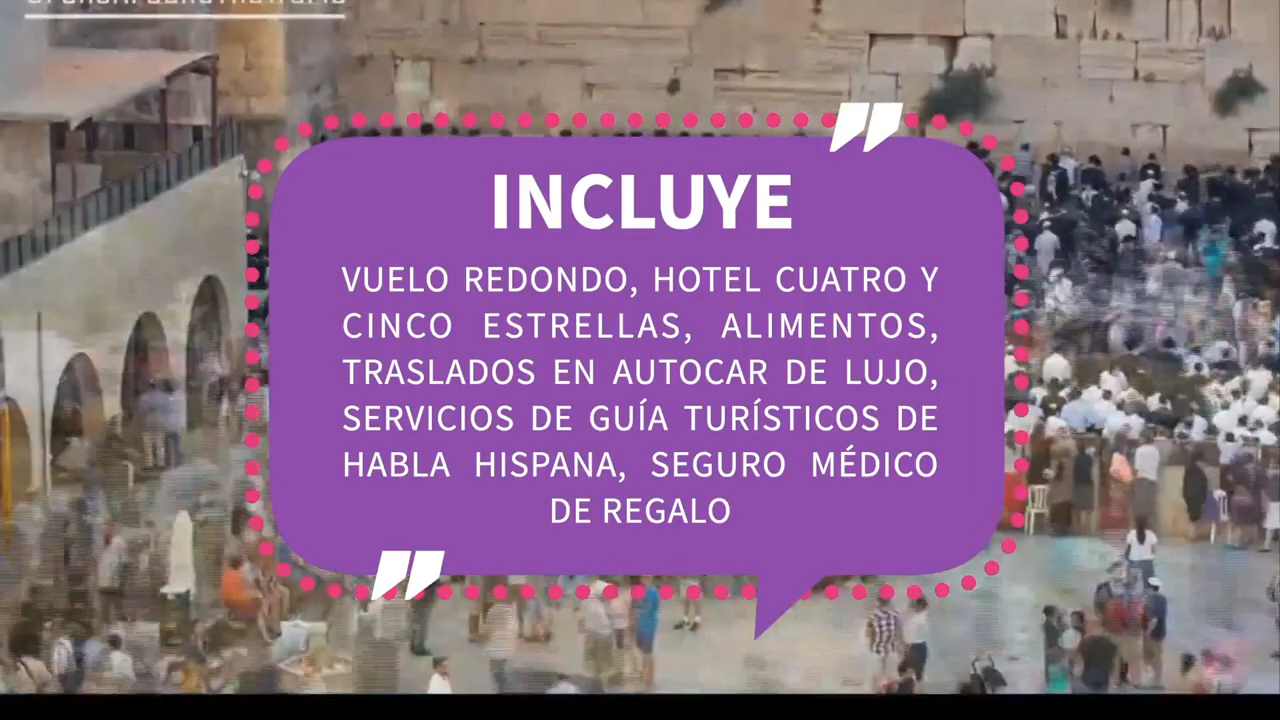 INCLUYE
VUELO REDONDO, HOTEL CUATRO Y
CINCO ESTRELLAS, ALIMENTOS,
TRASLADOS EN AUTOCAR DE LUJO,
SERVICIOS DE GUÍA TURÍSTICOS DE
HABLA HISPANA, SEGURO MÉDICO
DE REGALO